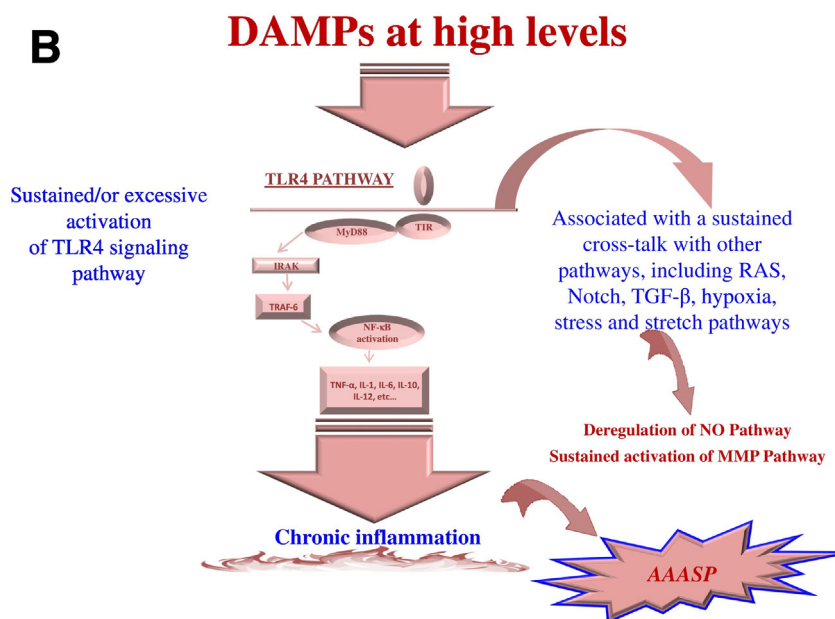 B
DAMPs at high levels
TLR4 PATHWAY
Sustained/or excessive
activation
of TLR4 signaling
pathway
TIR
MyD88
IRAK
TRAF-6
NF-κB
activation
TNF-α, IL-1, IL-6, IL-10,
IL-12, etc...
Associated with a sustained
cross-talk with other
pathways, including RAS,
Notch, TGF-β, hypoxia,
stress and stretch pathways
Deregulation of NO Pathway
Sustained activation of MMP Pathway
Chronic inflammation
AAASP